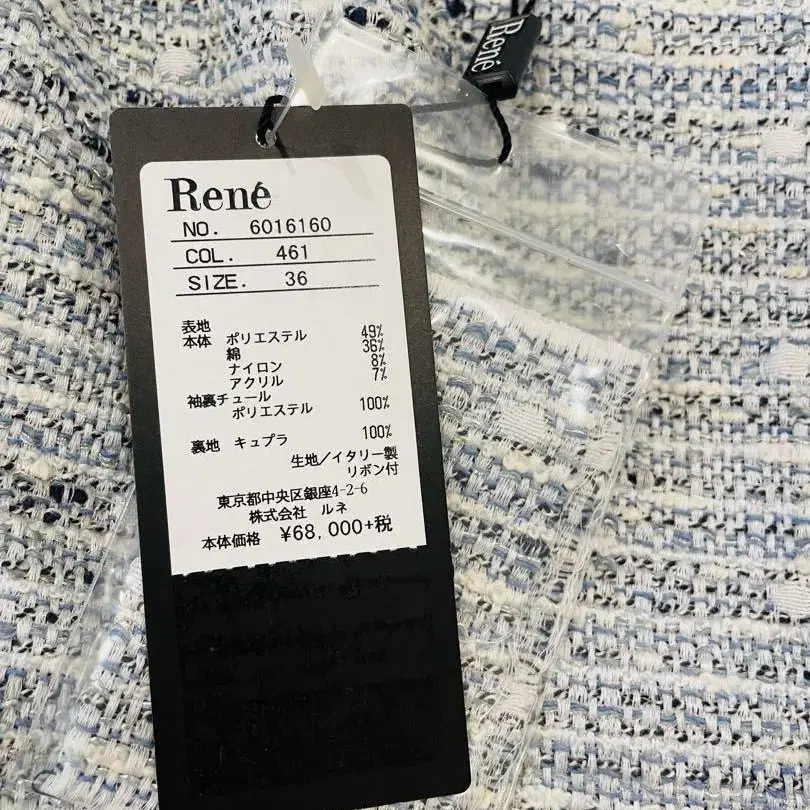 René
René
NO. 6016160
COL. 461
SIZE. 36
表地
本体 ポリエステル 49%
綿 36%
ナイロン 8%
アクリル 7%
袖裏チュール
ポリエステル 100%
裏地 キュプラ 100%
生地/イタリー製
リボン付
東京都中央区銀座4-2-6
株式会社 ルネ
本体価格 ¥68,000+税